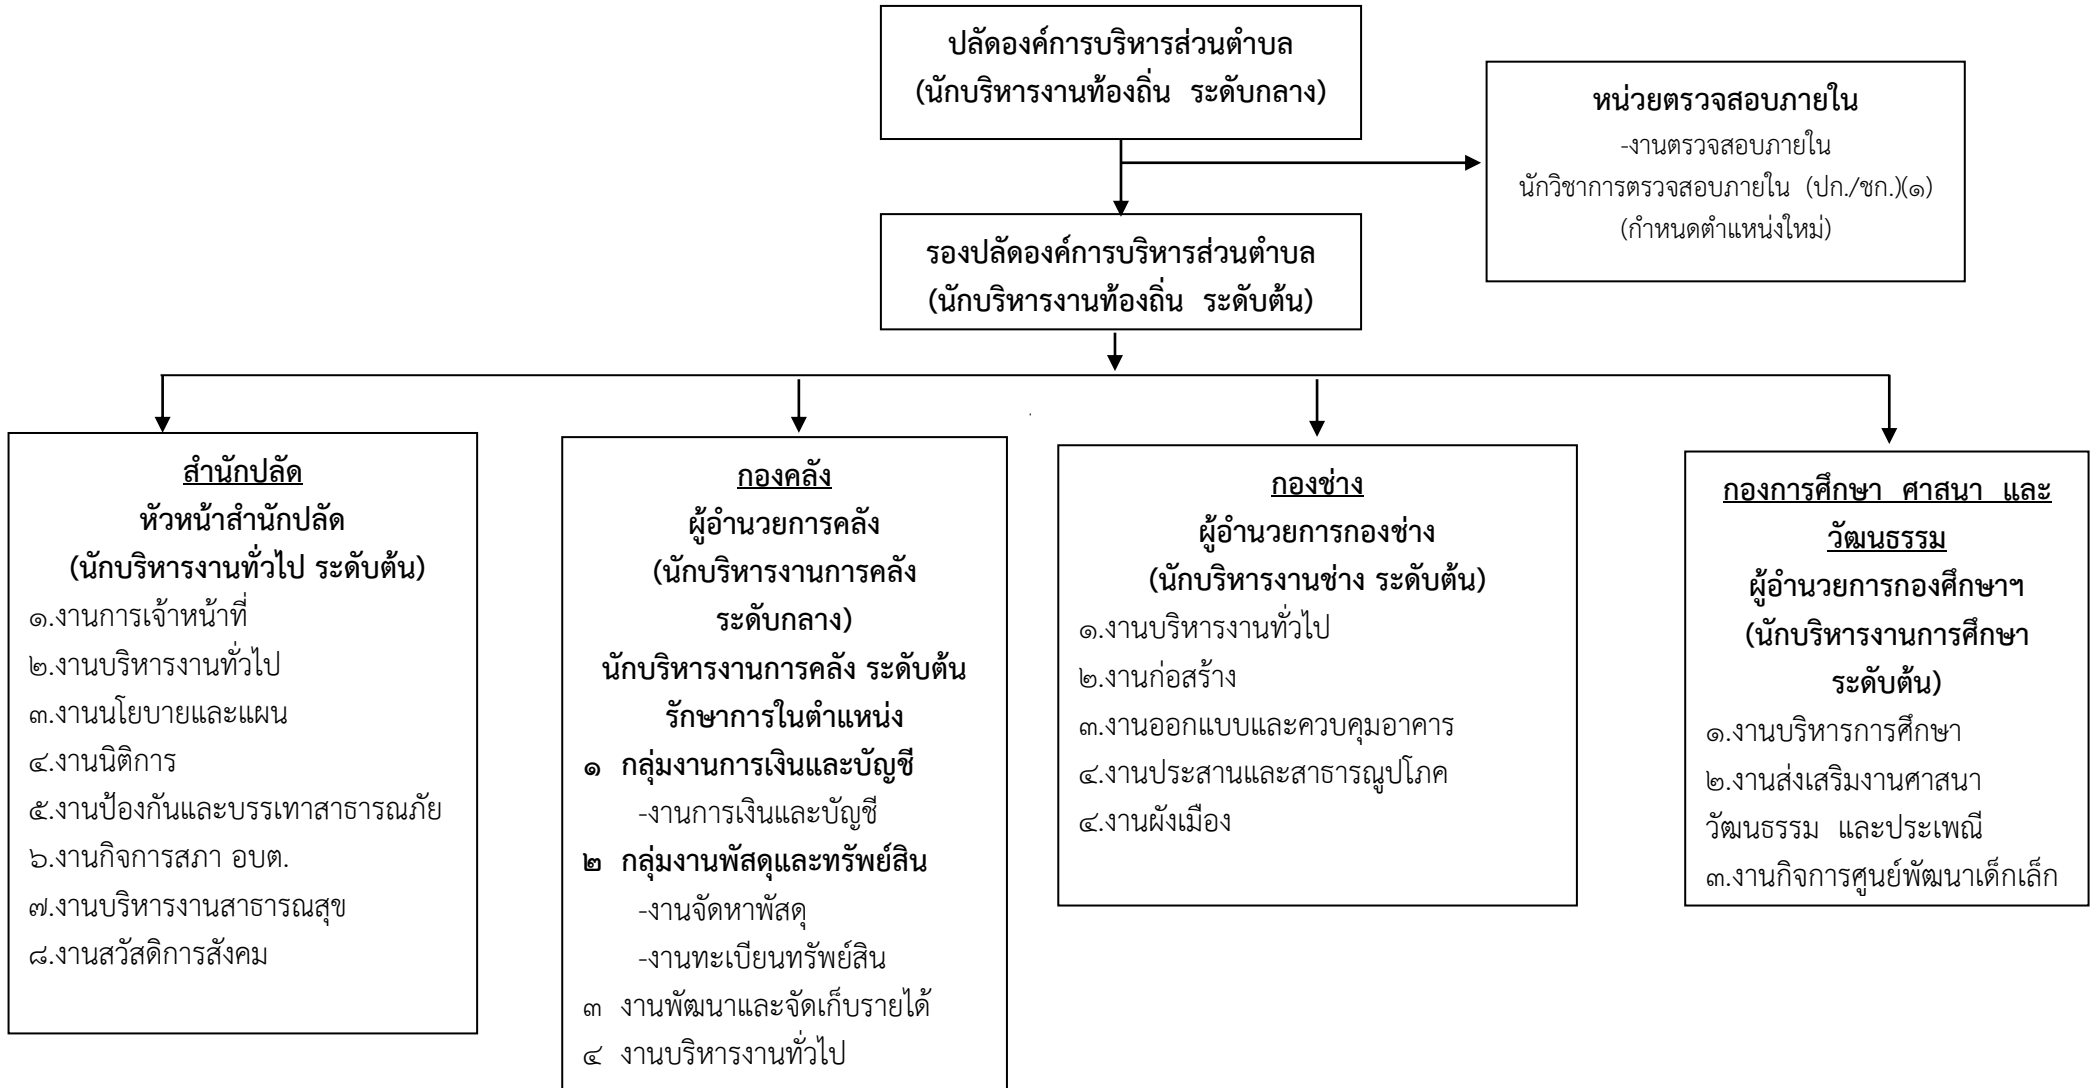 ปลัดองค์การบริหารส่วนตำบล
(นักบริหารงานท้องถิ่น ระดับกลาง)
หน่วยตรวจสอบภายใน
-งานตรวจสอบภายใน
นักวิชาการตรวจสอบภายใน (ปก./ชก.)(๑)
(กำหนดตำแหน่งใหม่)
รองปลัดองค์การบริหารส่วนตำบล
(นักบริหารงานท้องถิ่น ระดับต้น)
สำนักปลัด
หัวหน้าสำนักปลัด
(นักบริหารงานทั่วไป ระดับต้น)
๑.งานการเจ้าหน้าที่
๒.งานบริหารงานทั่วไป
๓.งานนโยบายและแผน
๔.งานนิติการ
๕.งานป้องกันและบรรเทาสาธารณภัย
๖.งานกิจการสภา อบต.
๗.งานบริหารงานสาธารณสุข
๘.งานสวัสดิการสังคม
กองคลัง
ผู้อำนวยการคลัง
(นักบริหารงานการคลัง
ระดับกลาง)
นักบริหารงานการคลัง ระดับต้น
รักษาการในตำแหน่ง
๑ กลุ่มงานการเงินและบัญชี
-งานการเงินและบัญชี
๒ กลุ่มงานพัสดุและทรัพย์สิน
-งานจัดหาพัสดุ
-งานทะเบียนทรัพย์สิน
๓ งานพัฒนาและจัดเก็บรายได้
๔ งานบริหารงานทั่วไป
กองช่าง
ผู้อำนวยการกองช่าง
(นักบริหารงานช่าง ระดับต้น)
๑.งานบริหารงานทั่วไป
๒.งานก่อสร้าง
๓.งานออกแบบและควบคุมอาคาร
๔.งานประสานและสาธารณูปโภค
๔.งานผังเมือง
กองการศึกษา ศาสนา และ
วัฒนธรรม
ผู้อำนวยการกองศึกษาฯ
(นักบริหารงานการศึกษา
ระดับต้น)
๑.งานบริหารการศึกษา
๒.งานส่งเสริมงานศาสนา
วัฒนธรรม และประเพณี
๓.งานกิจการศูนย์พัฒนาเด็กเล็ก